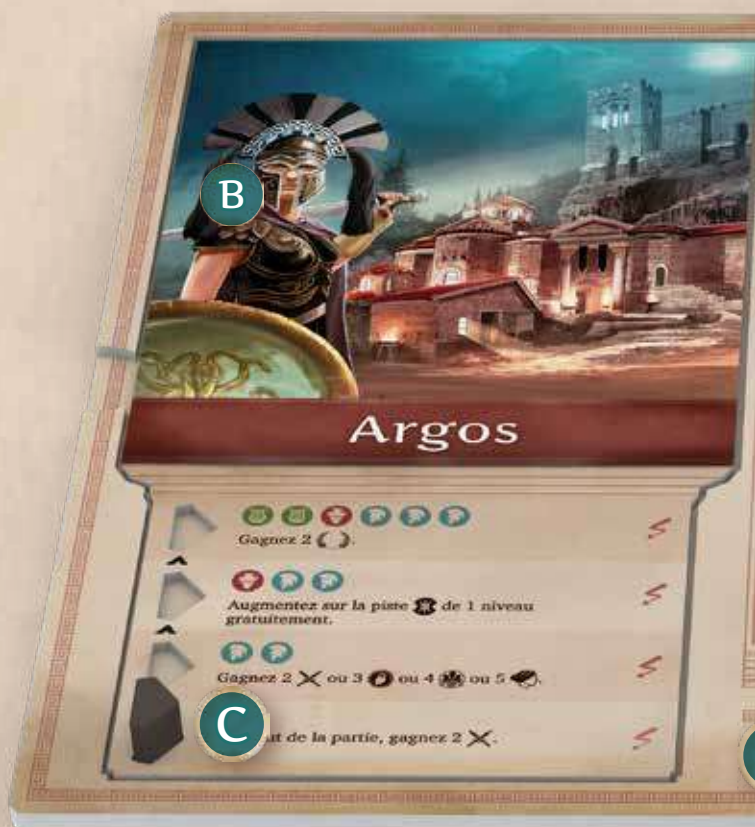 B
Argos
Gagnez 2 .
Augmentez sur la piste de 1 niveau
gratuitement.
Gagnez 2 ou 3 ou 4 ou 5 .
C
ut de la partie, gagnez 2 .